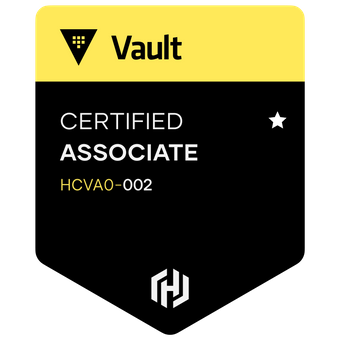 Vault
CERTIFIED
ASSOCIATE
HCVA0-002